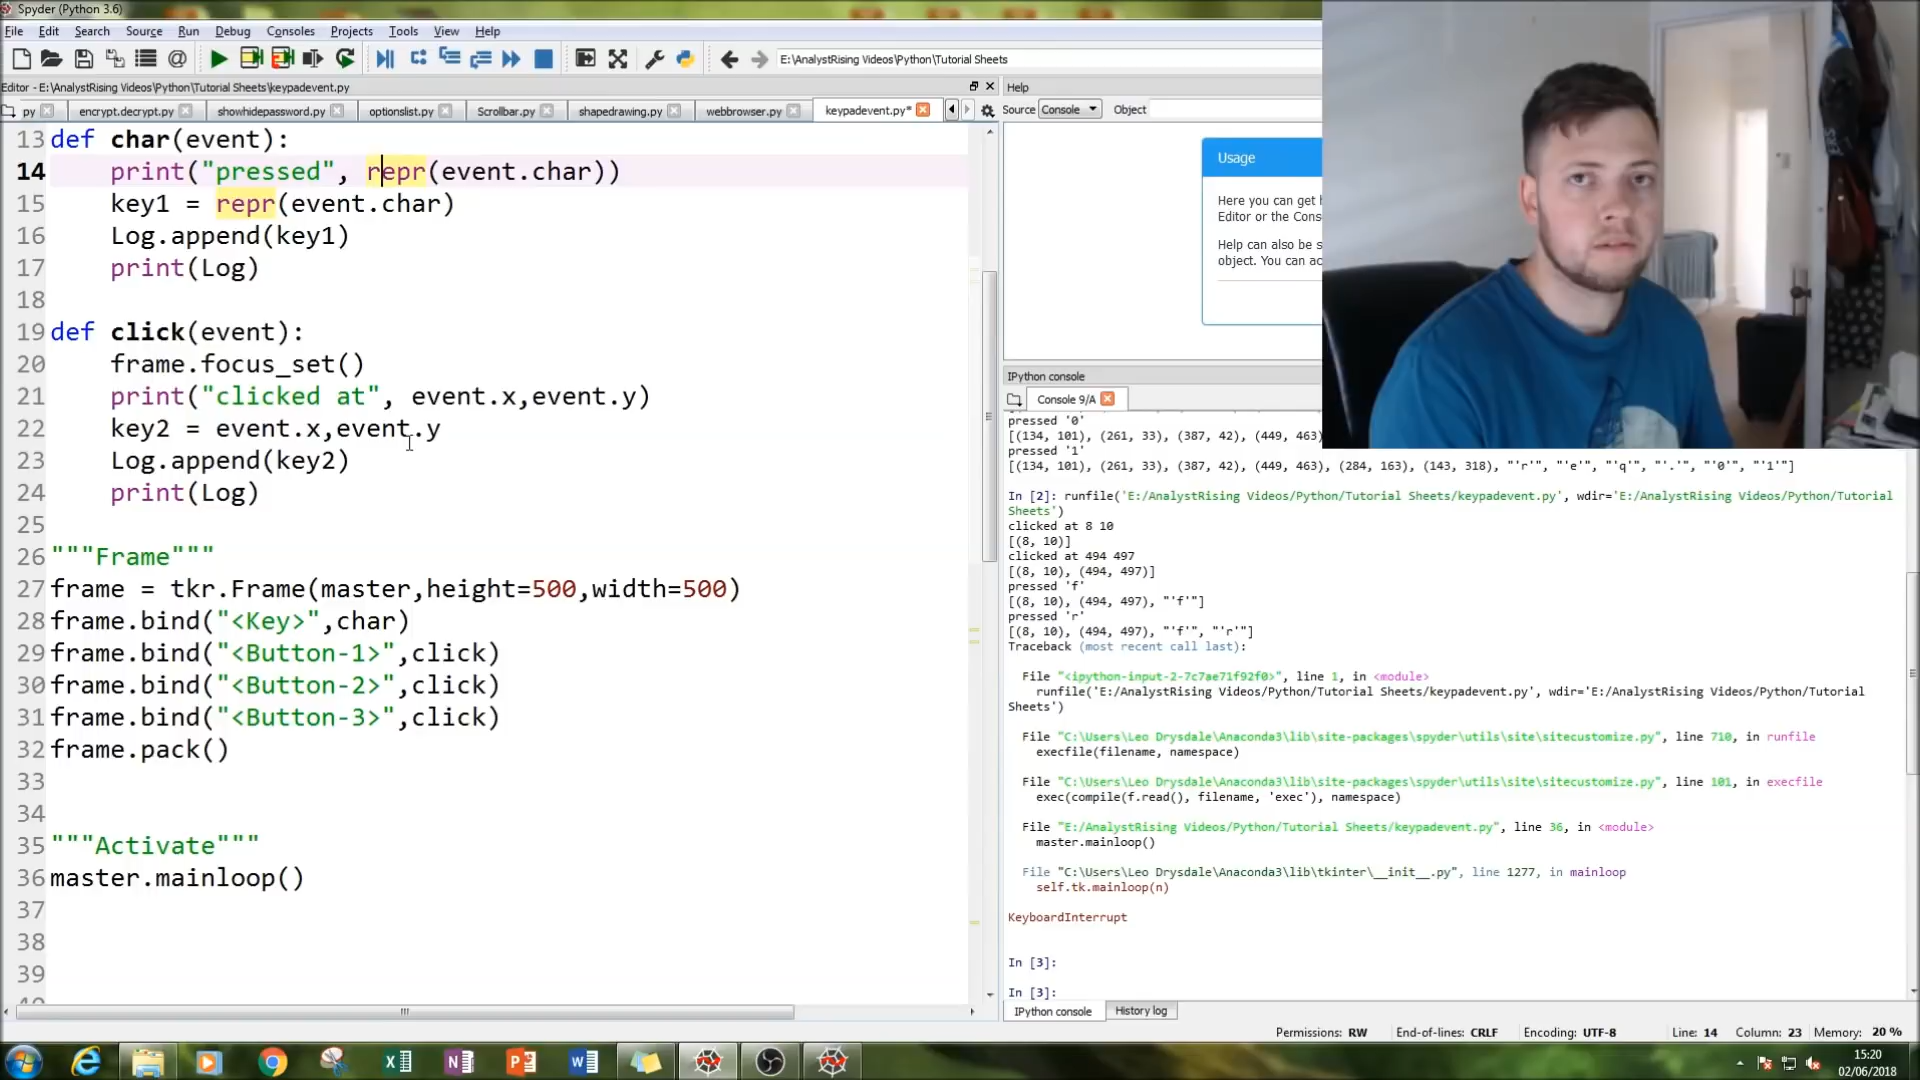 Spyder (Python 3.6)
File Edit Search Source Run Debug Consoles Projects Tools View Help
E:\AnalystRising Videos\Python\Tutorial Sheets
Editor - E:\AnalystRising Videos\Python\Tutorial Sheets\keypadevent.py
py encrypt.decrypt.py showhidepassword.py optionslist.py Scrollbar.py shapedrawing.py webbrowser.py keypadevent.py*
13 def char(event):
14 print("pressed", repr(event.char))
15 key1 = repr(event.char)
16 Log.append(key1)
17 print(Log)
18
19 def click(event):
20 frame.focus_set()
21 print("clicked at", event.x,event.y)
22 key2 = event.x,event.y
23 Log.append(key2)
24 print(Log)
25
26 """Frame"""
27 frame = tkr.Frame(master,height=500,width=500)
28 frame.bind("<Key>",char)
29 frame.bind("<Button-1>",click)
30 frame.bind("<Button-2>",click)
31 frame.bind("<Button-3>",click)
32 frame.pack()
33
34
35 """Activate"""
36 master.mainloop()
37
38
39
Help
Source Console Object
Usage
Here you can get
Editor or the Cons
Help can also be s
object. You can ac
IPython console
Console 9/A
pressed '0'
[(134, 101), (261, 33), (387, 42), (449, 463),
pressed '1'
[(134, 101), (261, 33), (387, 42), (449, 463), (284, 163), (143, 318), "'r'", "'e'", "'q'", "'.'", "'0'", "'1'"]
In [2]: runfile('E:/AnalystRising Videos/Python/Tutorial Sheets/keypadevent.py', wdir='E:/AnalystRising Videos/Python/Tutorial
Sheets')
clicked at 8 10
[(8, 10)]
clicked at 494 497
[(8, 10), (494, 497)]
pressed 'f'
[(8, 10), (494, 497), "'f'"]
pressed 'r'
[(8, 10), (494, 497), "'f'", "'r'"]
Traceback (most recent call last):
File "<ipython-input-2-7c7ae71f92f0>", line 1, in <module>
runfile('E:/AnalystRising Videos/Python/Tutorial Sheets/keypadevent.py', wdir='E:/AnalystRising Videos/Python/Tutorial
Sheets')
File "C:\Users\Leo Drysdale\Anaconda3\lib\site-packages\spyder\utils\site\sitecustomize.py", line 710, in runfile
execfile(filename, namespace)
File "C:\Users\Leo Drysdale\Anaconda3\lib\site-packages\spyder\utils\site\sitecustomize.py", line 101, in execfile
exec(compile(f.read(), filename, 'exec'), namespace)
File "E:/AnalystRising Videos/Python/Tutorial Sheets/keypadevent.py", line 36, in <module>
master.mainloop()
File "C:\Users\Leo Drysdale\Anaconda3\lib\tkinter\__init__.py", line 1277, in mainloop
self.tk.mainloop(n)
KeyboardInterrupt
In [3]:
In [3]:
IPython console History log
Permissions: RW End-of-lines: CRLF Encoding: UTF-8 Line: 14 Column: 23 Memory: 20 %
15:20
02/06/2018